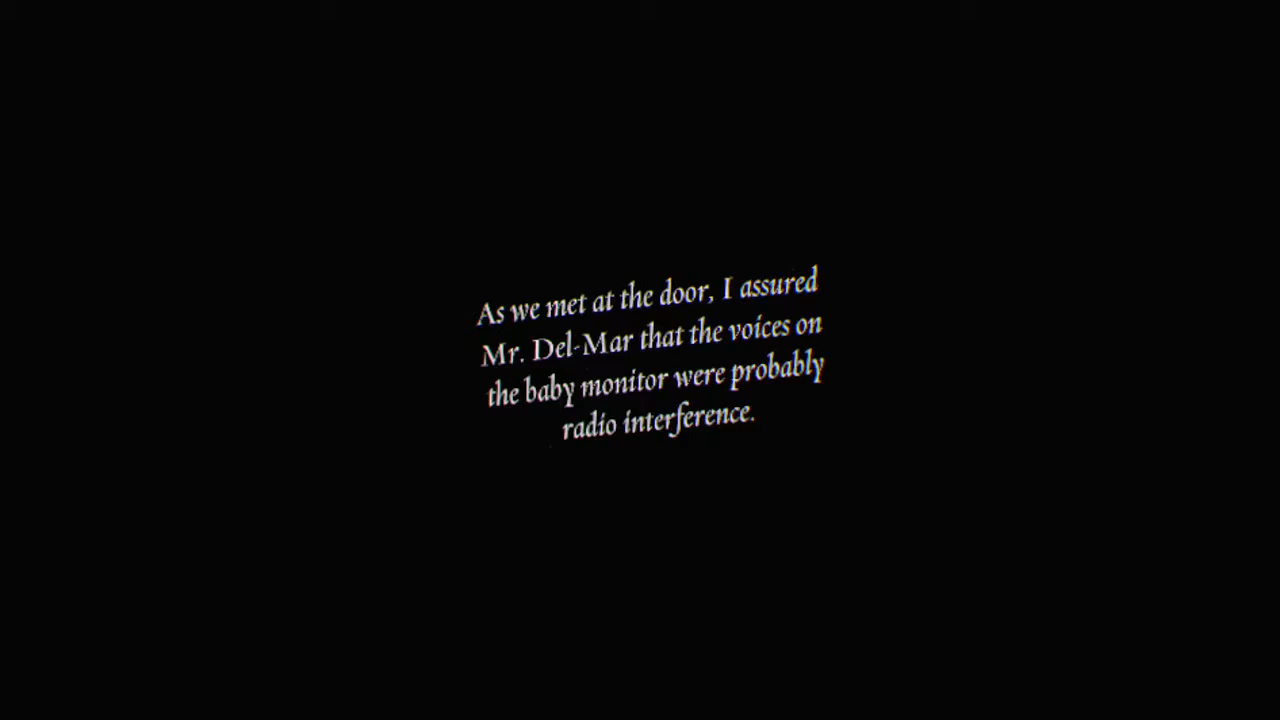 As we met at the door, I assured
Mr. Del-Mar that the voices on
the baby monitor were probably
radio interference.